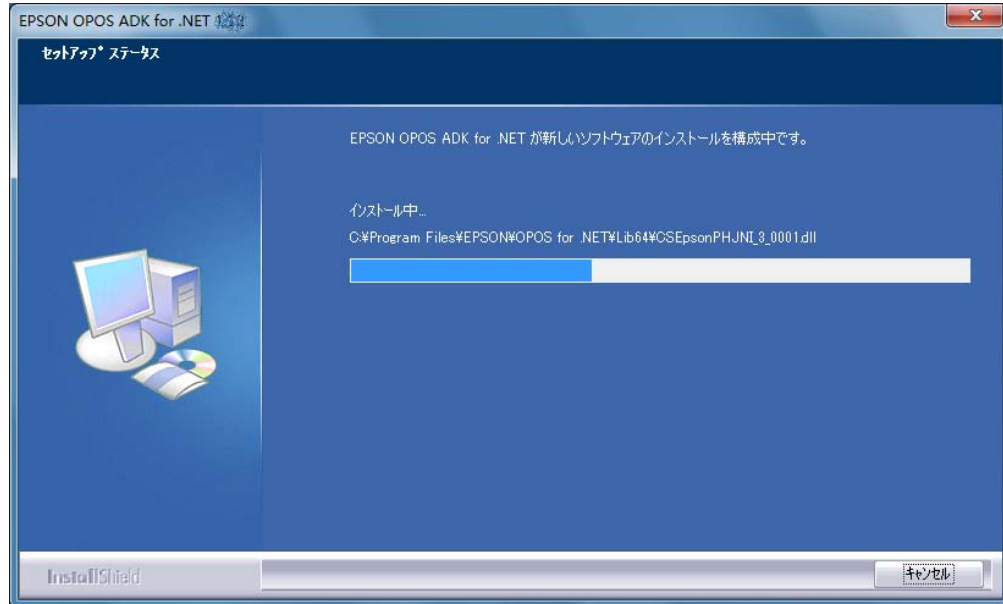 EPSON OPOS ADK for .NET
セットアップ ステータス
EPSON OPOS ADK for .NET が新しいソフトウェアのインストールを構成中です。
インストール中...
C:¥Program Files¥EPSON¥OPOS for .NET¥Lib64¥CSEpsonPHJNI_3_0001.dll
InstallShield
キャンセル